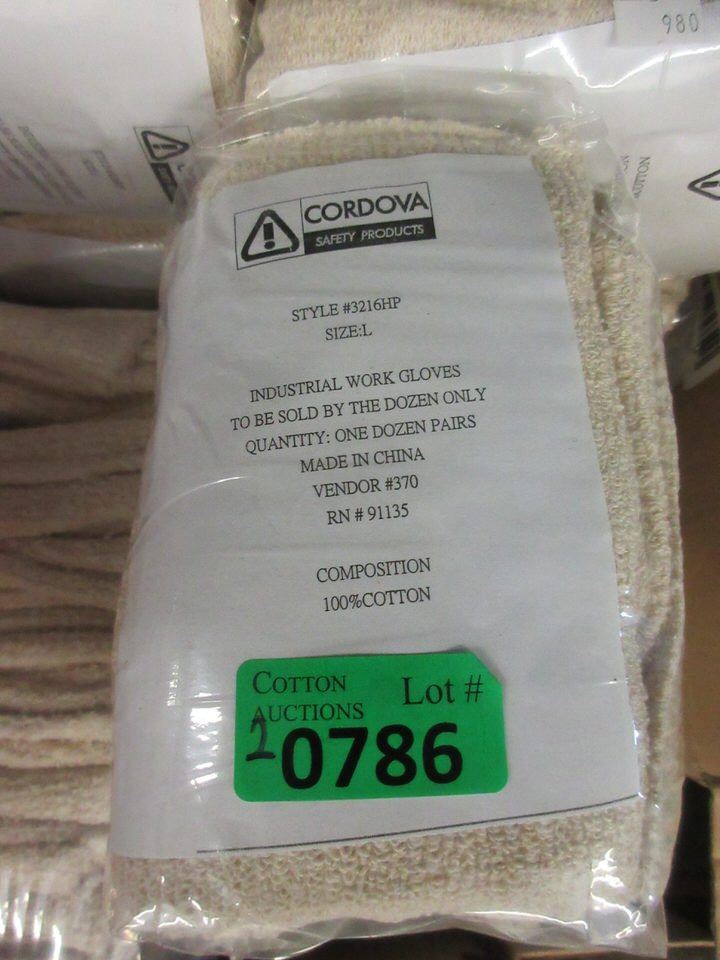 980
CORDOVA
SAFETY PRODUCTS
STYLE #3216HP
SIZE:L
INDUSTRIAL WORK GLOVES
TO BE SOLD BY THE DOZEN ONLY
QUANTITY: ONE DOZEN PAIRS
MADE IN CHINA
VENDOR #370
RN # 91135
COMPOSITION
100%COTTON
COTTON
AUCTIONS
Lot #
2
0786